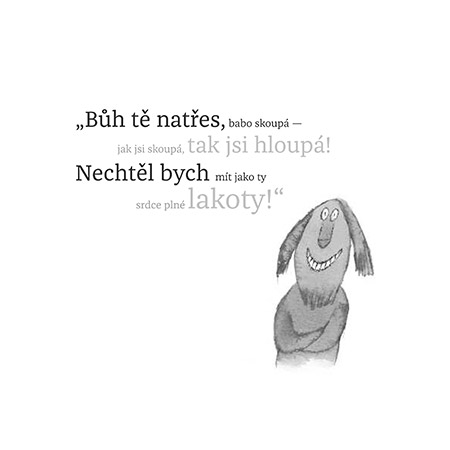 „Bůh tě natřes, babo skoupá —
jak jsi skoupá, tak jsi hloupá!
Nechtěl bych mít jako ty
srdce plné lakoty!“